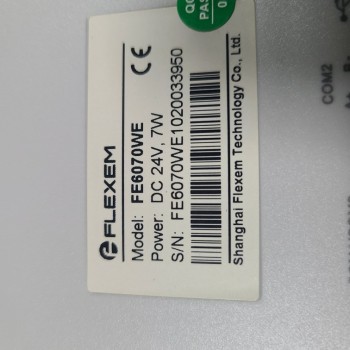 FLEXEM
CE
Model: FE6070WE
Power: DC 24V, 7W
S/N: FE6070WE1020033950
Shanghai Flexem Technology Co., Ltd.
COM2